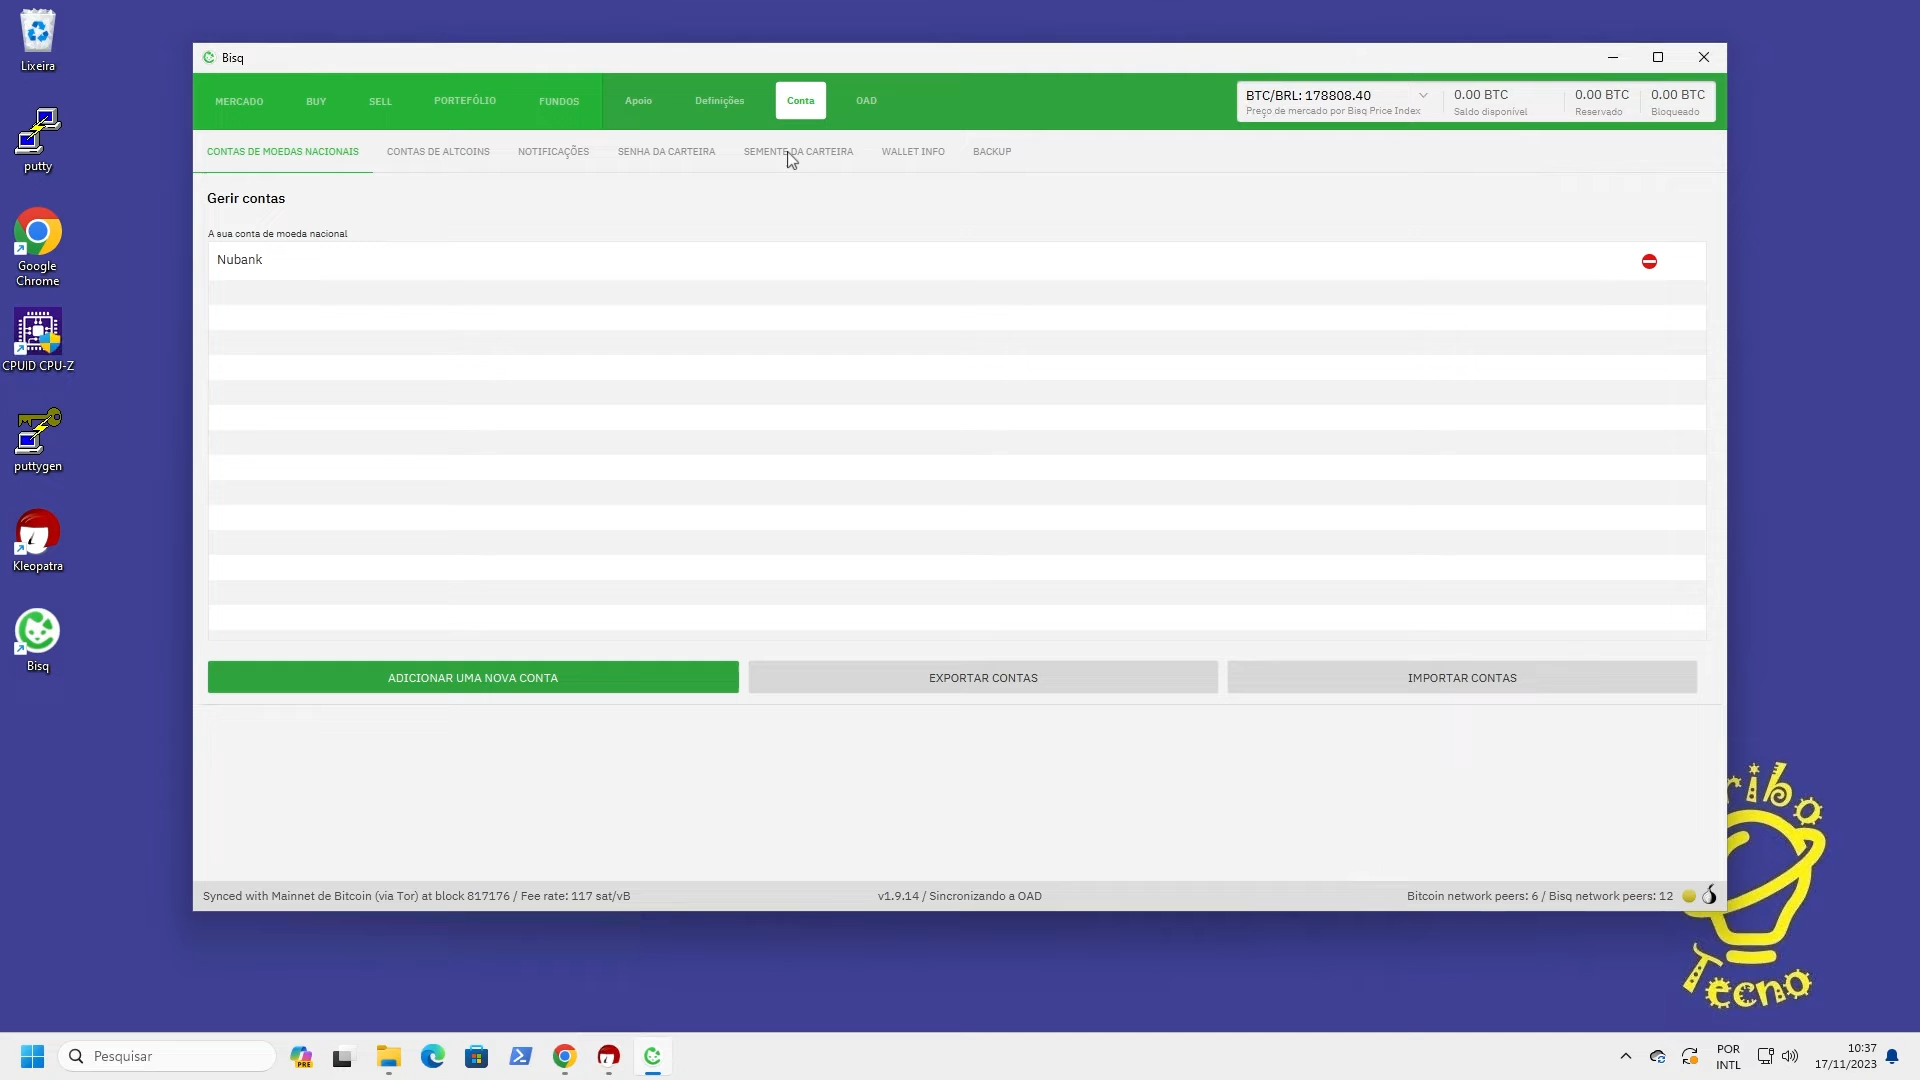 Lixeira
putty
Google
Chrome
CPUID CPU-Z
puttygen
Kleopatra
Bisq
Bisq
MERCADO
BUY
SELL
PORTEFÓLIO
FUNDOS
Apoio
Definições
Conta
OAD
BTC/BRL: 178808.40
Preço de mercado por Bisq Price Index
0.00 BTC
Saldo disponível
0.00 BTC
Reservado
0.00 BTC
Bloqueado
CONTAS DE MOEDAS NACIONAIS
CONTAS DE ALTCOINS
NOTIFICAÇÕES
SENHA DA CARTEIRA
SEMENTE DA CARTEIRA
WALLET INFO
BACKUP
Gerir contas
A sua conta de moeda nacional
Nubank
ADICIONAR UMA NOVA CONTA
EXPORTAR CONTAS
IMPORTAR CONTAS
Synced with Mainnet de Bitcoin (via Tor) at block 817176 / Fee rate: 117 sat/vB
v1.9.14 / Sincronizando a OAD
Bitcoin network peers: 6 / Bisq network peers: 12
ribo
Tecno
Pesquisar
PRE
POR
INTL
10:37
17/11/2023